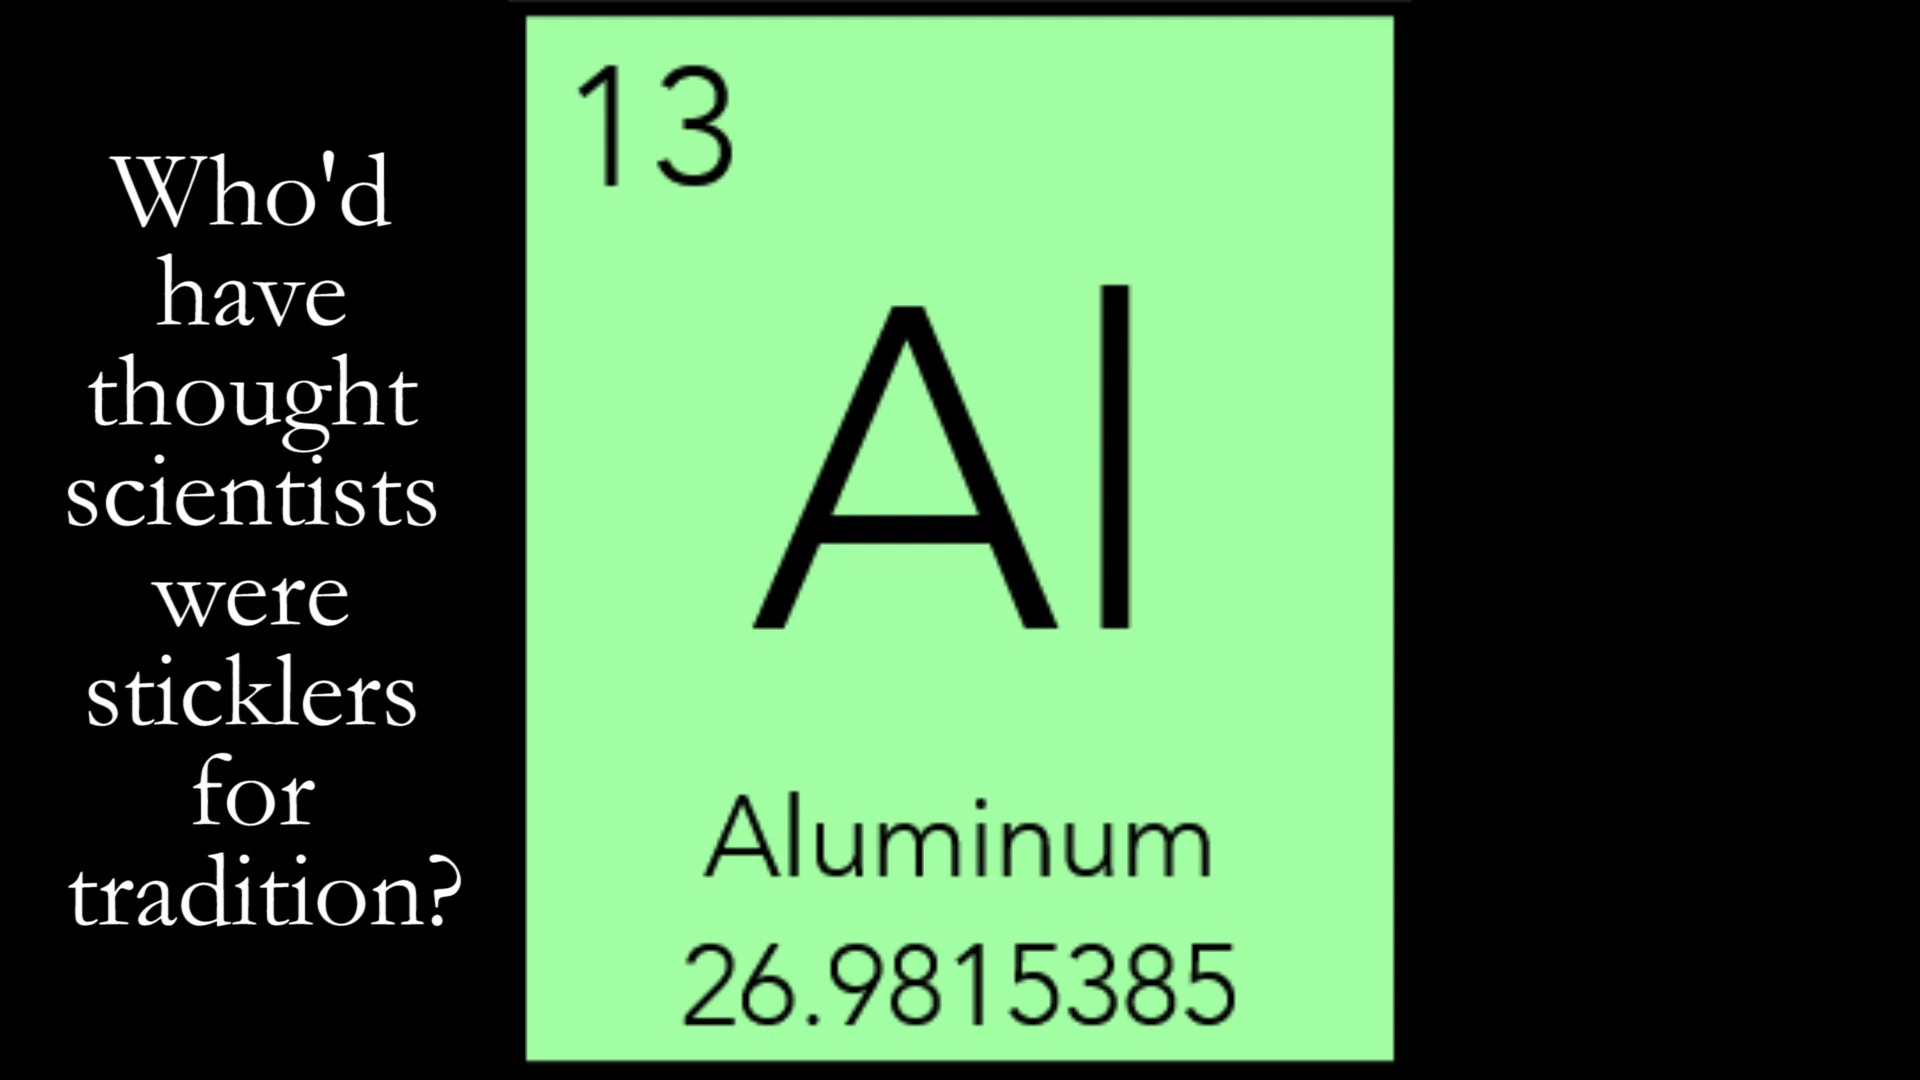 Who'd
have
thought
scientists
were
sticklers
for
tradition?
13
Al
Aluminum
26.9815385